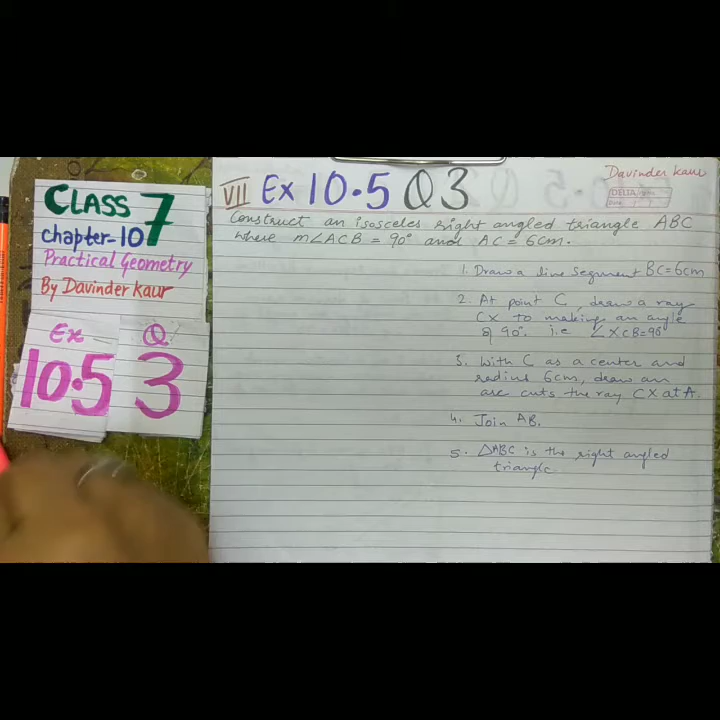 CLASS 7
chapter-10
Practical Geometry
By Davinder kaur
Ex Q
10.5 3
Davinder kaur
VII Ex 10.5 Q 3
DELTA
Construct an isosceles right angled triangle ABC
where m∠ACB = 90° and AC = 6cm.
1. Draw a line segment BC=6cm
2. At point C, draw a ray
CX to making an angle
of 90°. i.e ∠XCB=90°
3. With C as a center and
radius 6cm, draw an
arc cuts the ray CX at A.
4. Join AB.
5. △ABC is the right angled
triangle.